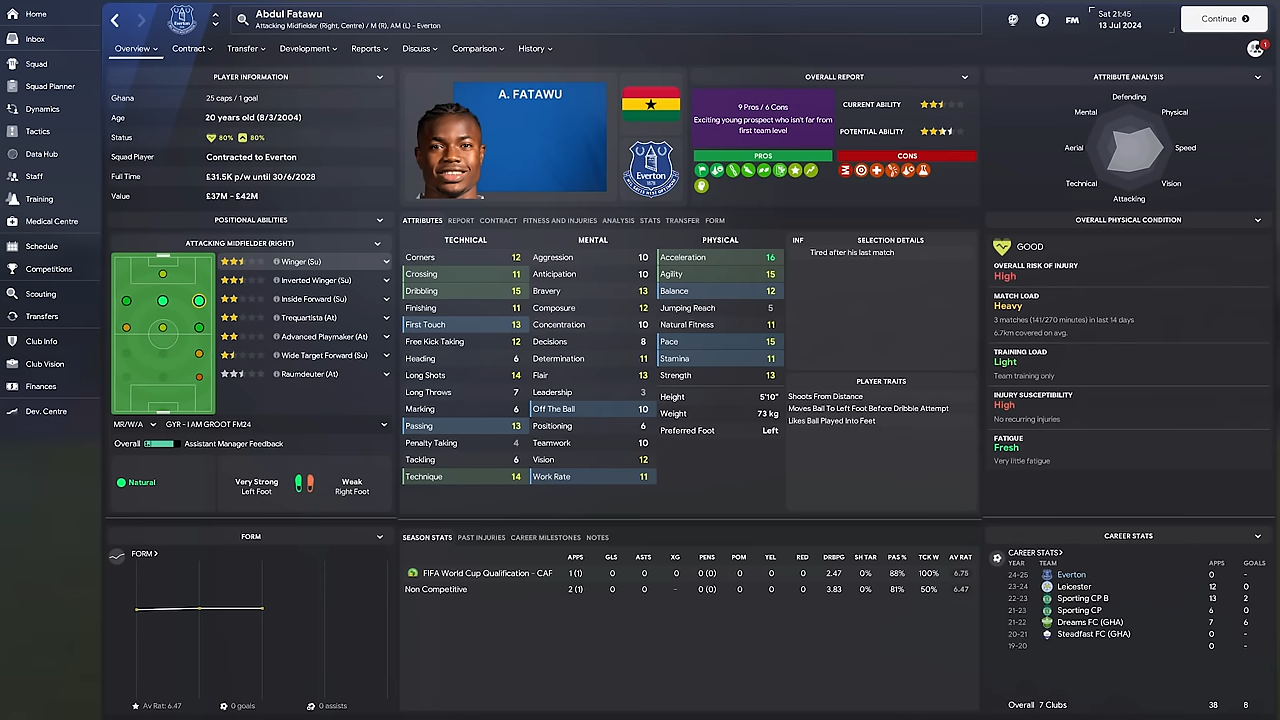 Home
Inbox
Squad
Squad Planner
Dynamics
Tactics
Data Hub
Staff
Training
Medical Centre
Schedule
Competitions
Scouting
Transfers
Club Info
Club Vision
Finances
Dev. Centre
Abdul Fatawu
Attacking Midfielder (Right, Centre) / M (R), AM (L) - Everton
FM
Sat 21:45
13 Jul 2024
Continue
1
Overview Contract Transfer Development Reports Discuss Comparison History
PLAYER INFORMATION
Ghana 25 caps / 1 goal
Age 20 years old (8/3/2004)
Status 80% 80%
Squad Player Contracted to Everton
Full Time £31.5K p/w until 30/6/2028
Value £37M - £42M
A. FATAWU
Everton
1878
OVERALL REPORT
9 Pros / 6 Cons
Exciting young prospect who isn't far from
first team level
CURRENT ABILITY
POTENTIAL ABILITY
PROS CONS
ATTRIBUTE ANALYSIS
Defending
Mental Physical
Aerial Speed
Technical Vision
Attacking
POSITIONAL ABILITIES
ATTACKING MIDFIELDER (RIGHT)
Winger (Su)
Inverted Winger (Su)
Inside Forward (Su)
Trequartista (At)
Advanced Playmaker (At)
Wide Target Forward (Su)
Raumdeuter (At)
MR/W/A GYR - I AM GROOT FM24
Overall Assistant Manager Feedback
Natural
Very Strong
Left Foot
Weak
Right Foot
ATTRIBUTES REPORT CONTRACT FITNESS AND INJURIES ANALYSIS STATS TRANSFER FORM
TECHNICAL
Corners 12
Crossing 11
Dribbling 15
Finishing 11
First Touch 13
Free Kick Taking 12
Heading 6
Long Shots 14
Long Throws 7
Marking 6
Passing 13
Penalty Taking 4
Tackling 6
Technique 14
MENTAL
Aggression 10
Anticipation 10
Bravery 13
Composure 12
Concentration 10
Decisions 8
Determination 11
Flair 13
Leadership 3
Off The Ball 10
Positioning 6
Teamwork 10
Vision 12
Work Rate 11
PHYSICAL
Acceleration 16
Agility 15
Balance 12
Jumping Reach 5
Natural Fitness 11
Pace 15
Stamina 11
Strength 13
Height 5'10"
Weight 73 kg
Preferred Foot Left
INF SELECTION DETAILS
Tired after his last match
PLAYER TRAITS
Shoots From Distance
Moves Ball To Left Foot Before Dribble Attempt
Likes Ball Played Into Feet
OVERALL PHYSICAL CONDITION
GOOD
OVERALL RISK OF INJURY
High
MATCH LOAD
Heavy
3 matches (141/270 minutes) in last 14 days
6.7km covered on avg.
TRAINING LOAD
Light
Team training only
INJURY SUSCEPTIBILITY
High
No recurring injuries
FATIGUE
Fresh
Very little fatigue
FORM
FORM >
Av Rat: 6.47 0 goals 0 assists
SEASON STATS PAST INJURIES CAREER MILESTONES NOTES
APPS GLS ASTS XG PENS POM YEL RED DRBPG SH TAR PAS % TCK W AV RAT
FIFA World Cup Qualification - CAF 1 (1) 0 0 0 0 (0) 0 0 0 2.47 0% 88% 100% 6.75
Non Competitive 2 (1) 0 0 - 0 (0) 0 0 0 3.83 0% 81% 50% 6.47
CAREER STATS
CAREER STATS>
YEAR TEAM APPS GOALS
24-25 Everton 0 -
23-24 Leicester 12 0
22-23 Sporting CP B 13 2
21-23 Sporting CP 6 0
21-22 Dreams FC (GHA) 7 6
20-21 Steadfast FC (GHA) 0 -
19-20 0 -
Overall 7 Clubs 38 8